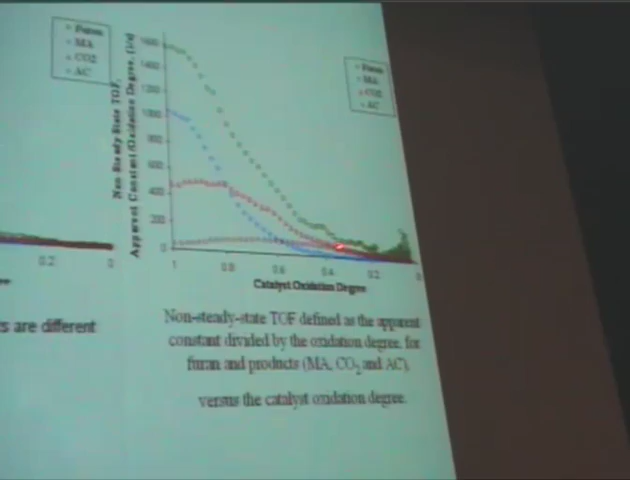 Furan
MA
CO2
AC
0.2
0
s are different
Non-Steady-State TOF,
Apparent Constant/Oxidation Degree, (1/s)
1600
1400
1200
1000
800
600
400
200
0
1
0.8
0.6
0.4
0.2
0
Catalyst Oxidation Degree
Furan
MA
CO2
AC
Non-steady-state TOF defined as the apparent
constant divided by the oxidation degree, for
furan and products (MA, CO₂ and AC),
versus the catalyst oxidation degree.